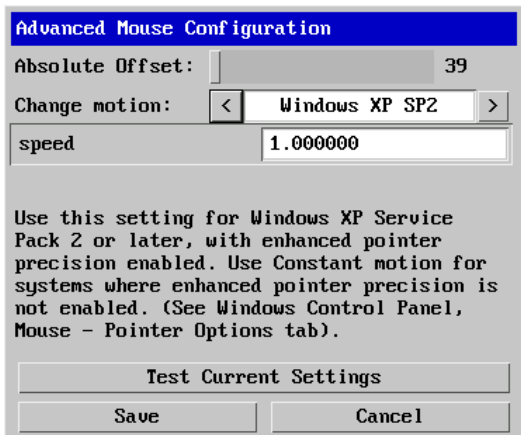 Advanced Mouse Configuration
Absolute Offset: 39
Change motion: < Windows XP SP2 >
speed 1.000000
Use this setting for Windows XP Service
Pack 2 or later, with enhanced pointer
precision enabled. Use Constant motion for
systems where enhanced pointer precision is
not enabled. (See Windows Control Panel,
Mouse - Pointer Options tab).
Test Current Settings
Save Cancel